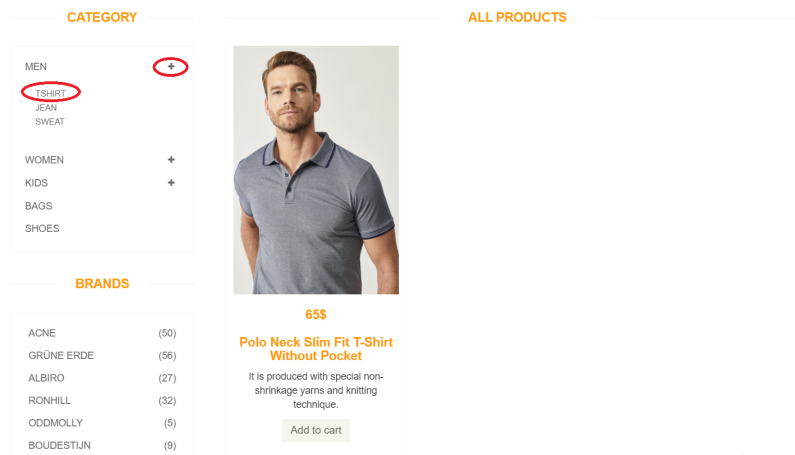 CATEGORY
MEN +
TSHIRT
JEAN
SWEAT
WOMEN +
KIDS +
BAGS
SHOES
BRANDS
ACNE (50)
GRÜNE ERDE (56)
ALBIRO (27)
RONHILL (32)
ODDMOLLY (5)
BOUDESTIJN (9)
ALL PRODUCTS
65$
Polo Neck Slim Fit T-Shirt
Without Pocket
It is produced with special non-
shrinkage yarns and knitting
technique.
Add to cart